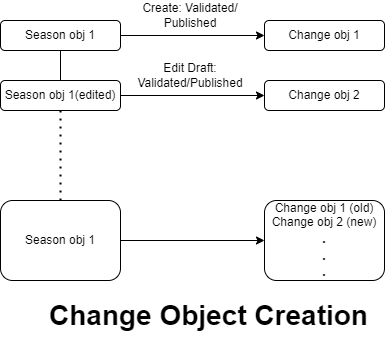 Create: Validated/
Published
Season obj 1
Change obj 1
Edit Draft:
Validated/Published
Season obj 1(edited)
Change obj 2
Season obj 1
Change obj 1 (old)
Change obj 2 (new)
.
.
.
Change Object Creation